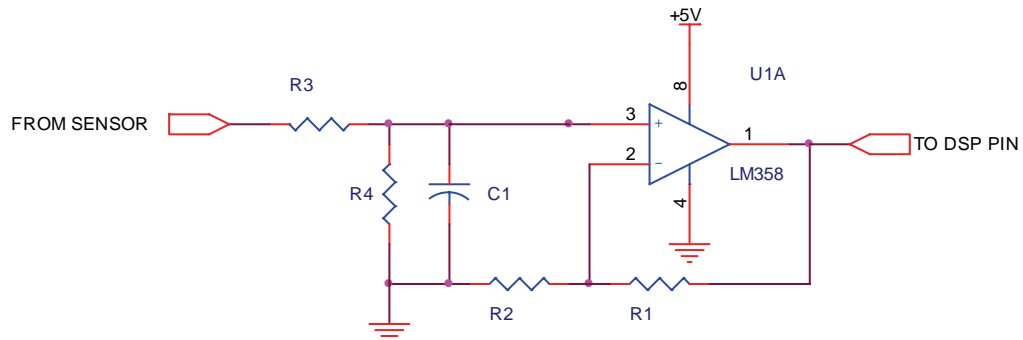 +5V
U1A
8
R3
FROM SENSOR
3
+
1
TO DSP PIN
2
−
LM358
R4
C1
4
R2
R1